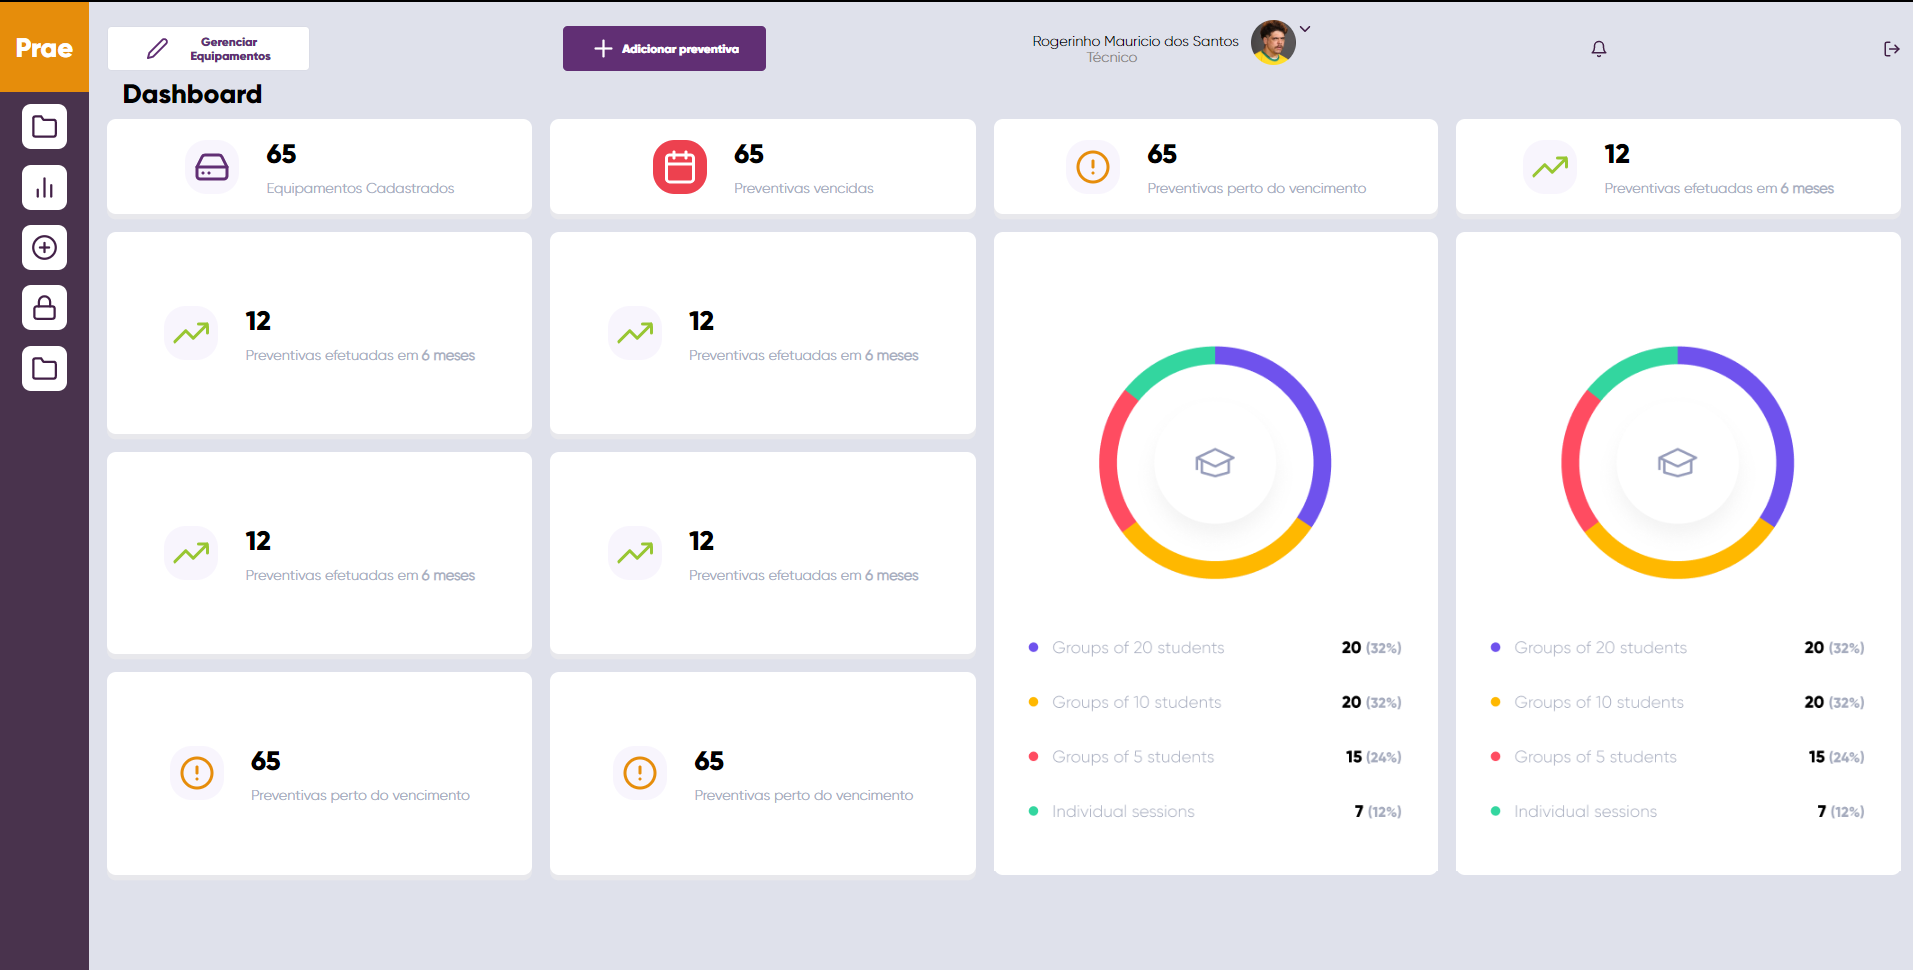 Prae
Gerenciar
Equipamentos
Adicionar preventiva
Rogerinho Mauricio dos Santos
Técnico
Dashboard
65
Equipamentos Cadastrados
65
Preventivas vencidas
65
Preventivas perto do vencimento
12
Preventivas efetuadas em 6 meses
12
Preventivas efetuadas em 6 meses
12
Preventivas efetuadas em 6 meses
12
Preventivas efetuadas em 6 meses
12
Preventivas efetuadas em 6 meses
65
Preventivas perto do vencimento
65
Preventivas perto do vencimento
Groups of 20 students 20 (32%)
Groups of 10 students 20 (32%)
Groups of 5 students 15 (24%)
Individual sessions 7 (12%)
Groups of 20 students 20 (32%)
Groups of 10 students 20 (32%)
Groups of 5 students 15 (24%)
Individual sessions 7 (12%)